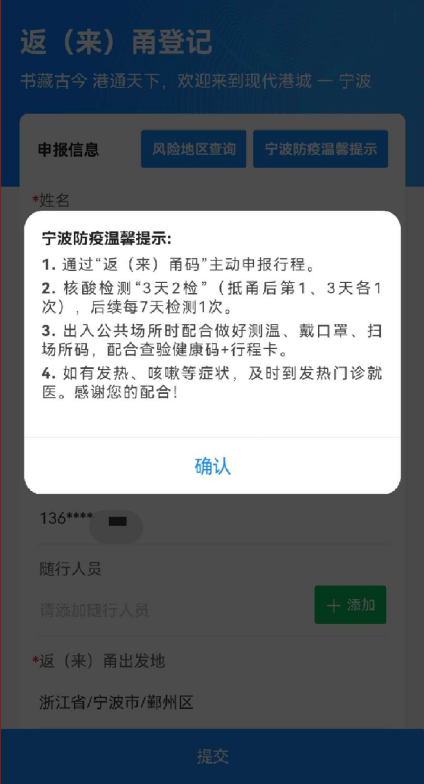 返（来）甬登记
书藏古今 港通天下，欢迎来到现代港城 — 宁波
申报信息
风险地区查询
宁波防疫温馨提示
*姓名
宁波防疫温馨提示:
1. 通过“返（来）甬码”主动申报行程。
2. 核酸检测“3天2检”（抵甬后第1、3天各1
次），后续每7天检测1次。
3. 出入公共场所时配合做好测温、戴口罩、扫
场所码，配合查验健康码+行程卡。
4. 如有发热、咳嗽等症状，及时到发热门诊就
医。感谢您的配合！
确认
136****
随行人员
请添加随行人员
＋ 添加
*返（来）甬出发地
浙江省/宁波市/鄞州区
提交